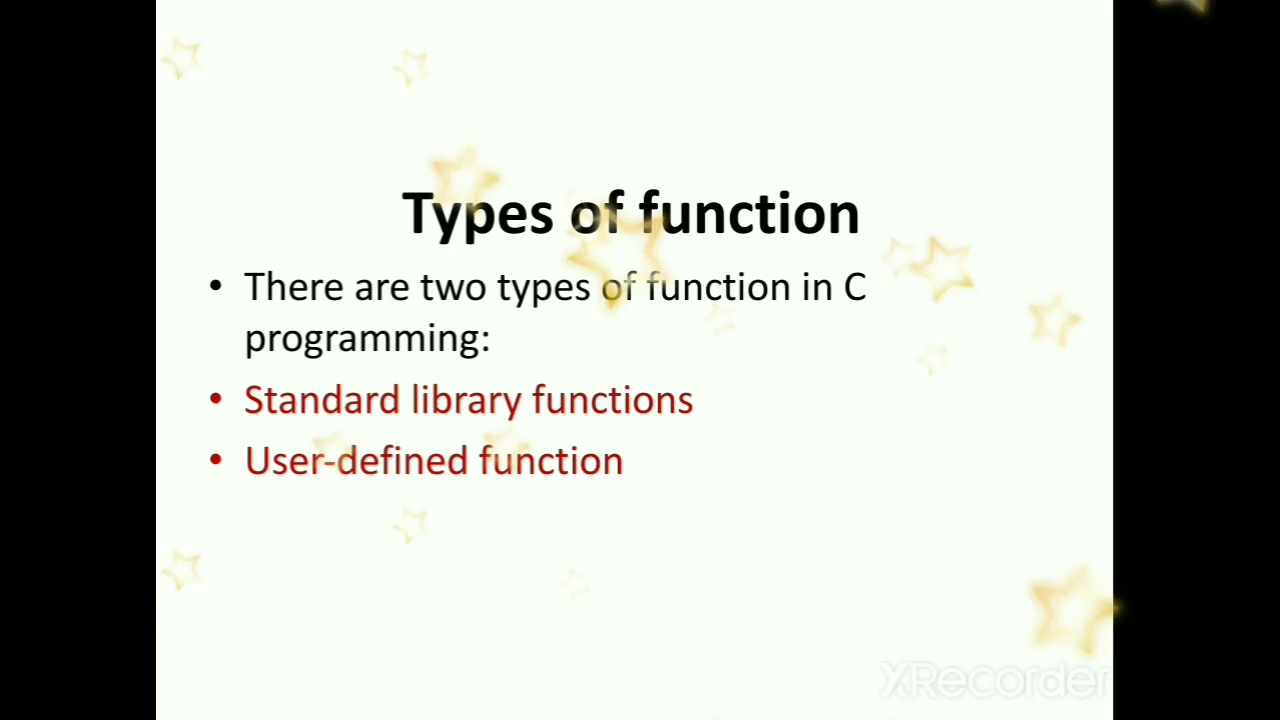 Types of function
• There are two types of function in C
programming:
• Standard library functions
• User-defined function
XRecorder